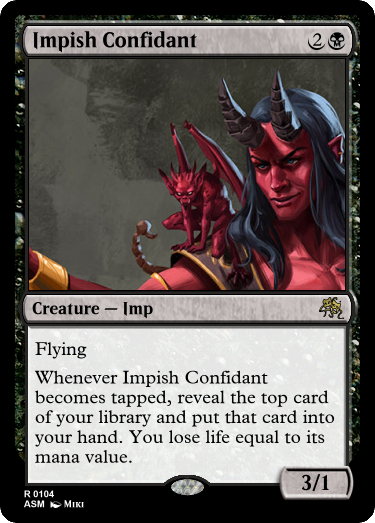 Impish Confidant 2
Creature — Imp
Flying
Whenever Impish Confidant
becomes tapped, reveal the top card
of your library and put that card into
your hand. You lose life equal to its
mana value.
3/1
R 0104
ASM Miki